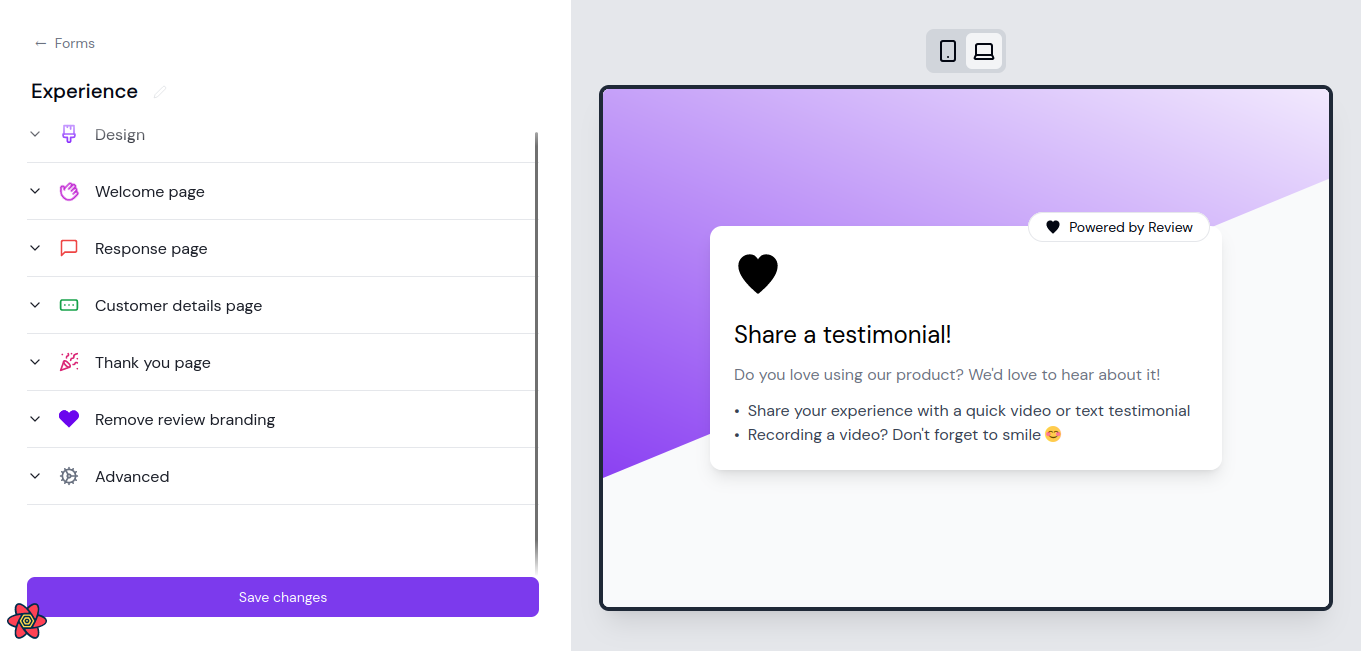 ← Forms
Experience
Design
Welcome page
Response page
Customer details page
Thank you page
Remove review branding
Advanced
Save changes
Powered by Review
Share a testimonial!
Do you love using our product? We'd love to hear about it!
• Share your experience with a quick video or text testimonial
• Recording a video? Don't forget to smile 😊